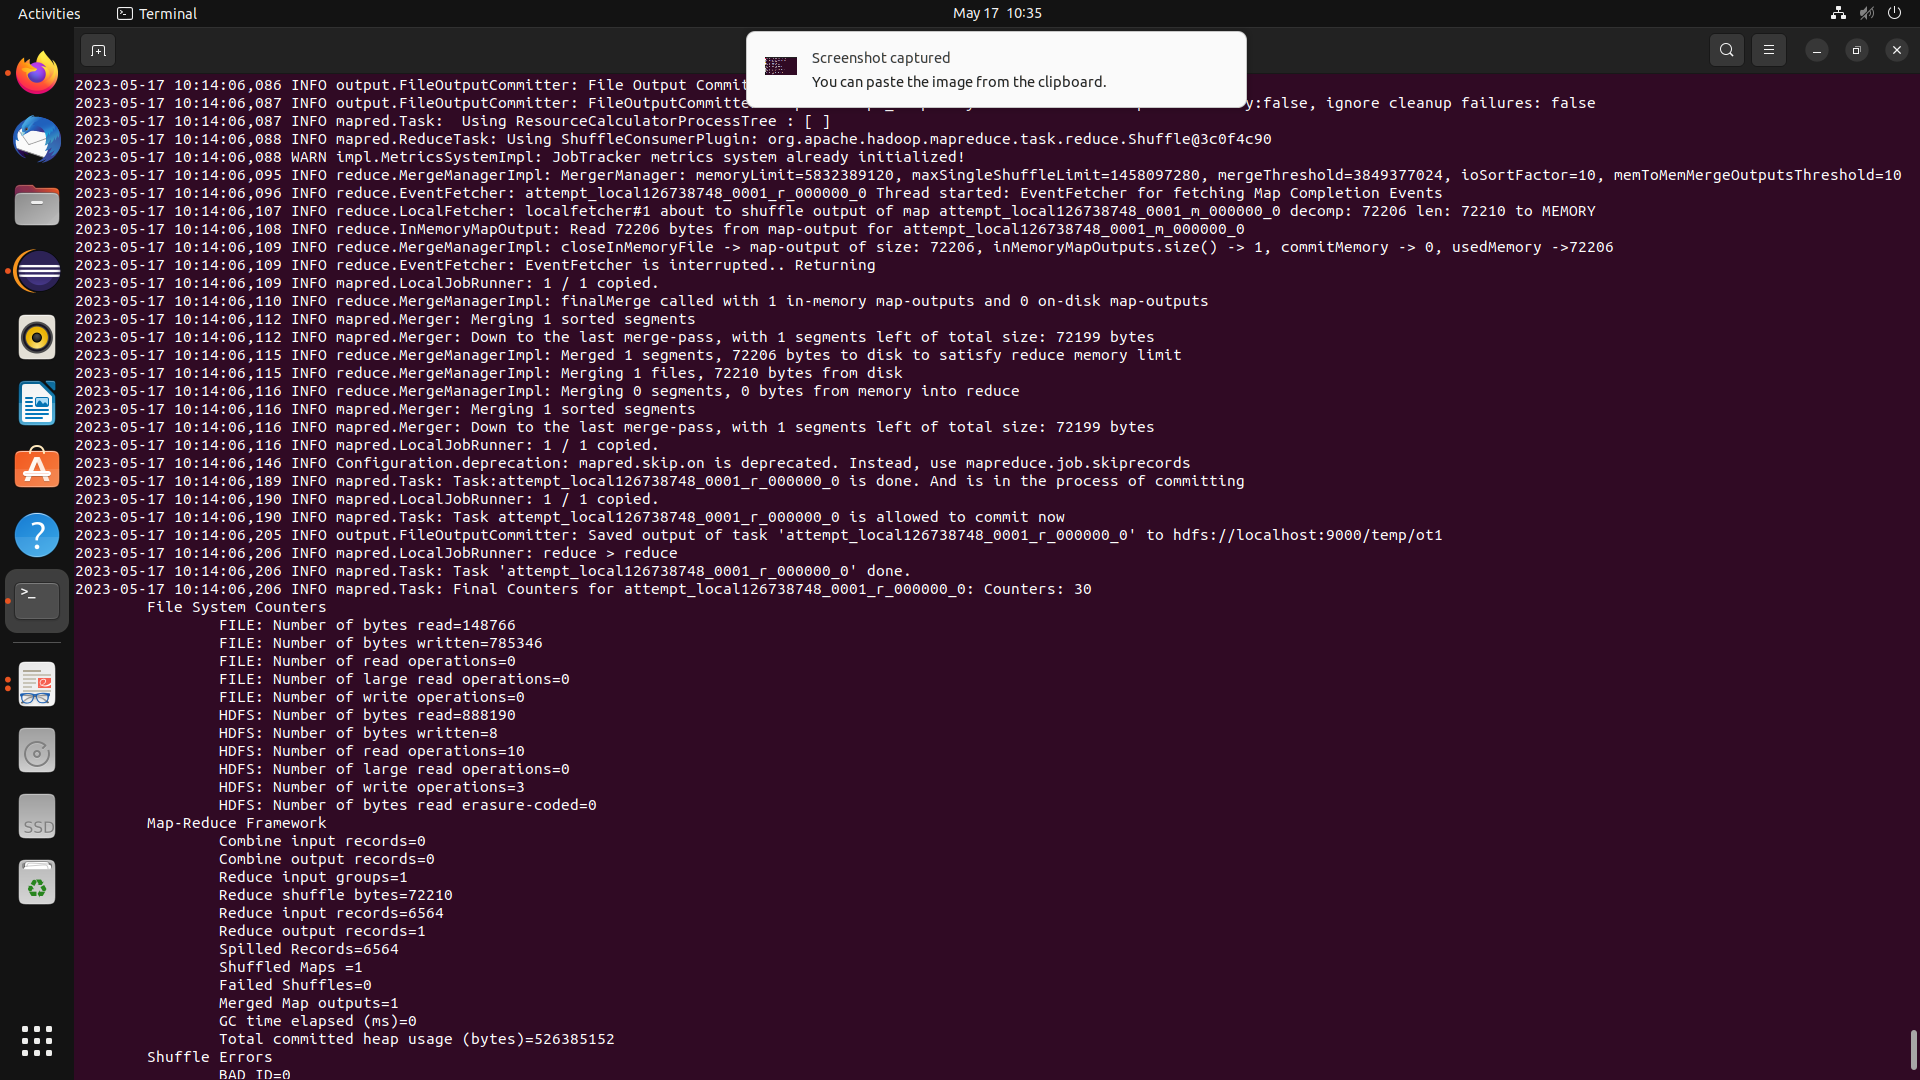 Activities
Terminal
May 17 10:35
Screenshot captured
You can paste the image from the clipboard.
2023-05-17 10:14:06,086 INFO output.FileOutputCommitter: File Output Commit
2023-05-17 10:14:06,087 INFO output.FileOutputCommitter: FileOutputCommitte y:false, ignore cleanup failures: false
2023-05-17 10:14:06,087 INFO mapred.Task:  Using ResourceCalculatorProcessTree : [ ]
2023-05-17 10:14:06,088 INFO mapred.ReduceTask: Using ShuffleConsumerPlugin: org.apache.hadoop.mapreduce.task.reduce.Shuffle@3c0f4c90
2023-05-17 10:14:06,088 WARN impl.MetricsSystemImpl: JobTracker metrics system already initialized!
2023-05-17 10:14:06,095 INFO reduce.MergeManagerImpl: MergerManager: memoryLimit=5832389120, maxSingleShuffleLimit=1458097280, mergeThreshold=3849377024, ioSortFactor=10, memToMemMergeOutputsThreshold=10
2023-05-17 10:14:06,096 INFO reduce.EventFetcher: attempt_local126738748_0001_r_000000_0 Thread started: EventFetcher for fetching Map Completion Events
2023-05-17 10:14:06,107 INFO reduce.LocalFetcher: localfetcher#1 about to shuffle output of map attempt_local126738748_0001_m_000000_0 decomp: 72206 len: 72210 to MEMORY
2023-05-17 10:14:06,108 INFO reduce.InMemoryMapOutput: Read 72206 bytes from map-output for attempt_local126738748_0001_m_000000_0
2023-05-17 10:14:06,109 INFO reduce.MergeManagerImpl: closeInMemoryFile -> map-output of size: 72206, inMemoryMapOutputs.size() -> 1, commitMemory -> 0, usedMemory ->72206
2023-05-17 10:14:06,109 INFO reduce.EventFetcher: EventFetcher is interrupted.. Returning
2023-05-17 10:14:06,109 INFO mapred.LocalJobRunner: 1 / 1 copied.
2023-05-17 10:14:06,110 INFO reduce.MergeManagerImpl: finalMerge called with 1 in-memory map-outputs and 0 on-disk map-outputs
2023-05-17 10:14:06,112 INFO mapred.Merger: Merging 1 sorted segments
2023-05-17 10:14:06,112 INFO mapred.Merger: Down to the last merge-pass, with 1 segments left of total size: 72199 bytes
2023-05-17 10:14:06,115 INFO reduce.MergeManagerImpl: Merged 1 segments, 72206 bytes to disk to satisfy reduce memory limit
2023-05-17 10:14:06,115 INFO reduce.MergeManagerImpl: Merging 1 files, 72210 bytes from disk
2023-05-17 10:14:06,116 INFO reduce.MergeManagerImpl: Merging 0 segments, 0 bytes from memory into reduce
2023-05-17 10:14:06,116 INFO mapred.Merger: Merging 1 sorted segments
2023-05-17 10:14:06,116 INFO mapred.Merger: Down to the last merge-pass, with 1 segments left of total size: 72199 bytes
2023-05-17 10:14:06,116 INFO mapred.LocalJobRunner: 1 / 1 copied.
2023-05-17 10:14:06,146 INFO Configuration.deprecation: mapred.skip.on is deprecated. Instead, use mapreduce.job.skiprecords
2023-05-17 10:14:06,189 INFO mapred.Task: Task:attempt_local126738748_0001_r_000000_0 is done. And is in the process of committing
2023-05-17 10:14:06,190 INFO mapred.LocalJobRunner: 1 / 1 copied.
2023-05-17 10:14:06,190 INFO mapred.Task: Task attempt_local126738748_0001_r_000000_0 is allowed to commit now
2023-05-17 10:14:06,205 INFO output.FileOutputCommitter: Saved output of task 'attempt_local126738748_0001_r_000000_0' to hdfs://localhost:9000/temp/ot1
2023-05-17 10:14:06,206 INFO mapred.LocalJobRunner: reduce > reduce
2023-05-17 10:14:06,206 INFO mapred.Task: Task 'attempt_local126738748_0001_r_000000_0' done.
2023-05-17 10:14:06,206 INFO mapred.Task: Final Counters for attempt_local126738748_0001_r_000000_0: Counters: 30
File System Counters
FILE: Number of bytes read=148766
FILE: Number of bytes written=785346
FILE: Number of read operations=0
FILE: Number of large read operations=0
FILE: Number of write operations=0
HDFS: Number of bytes read=888190
HDFS: Number of bytes written=8
HDFS: Number of read operations=10
HDFS: Number of large read operations=0
HDFS: Number of write operations=3
HDFS: Number of bytes read erasure-coded=0
Map-Reduce Framework
Combine input records=0
Combine output records=0
Reduce input groups=1
Reduce shuffle bytes=72210
Reduce input records=6564
Reduce output records=1
Spilled Records=6564
Shuffled Maps =1
Failed Shuffles=0
Merged Map outputs=1
GC time elapsed (ms)=0
Total committed heap usage (bytes)=526385152
Shuffle Errors
BAD_ID=0
SSD